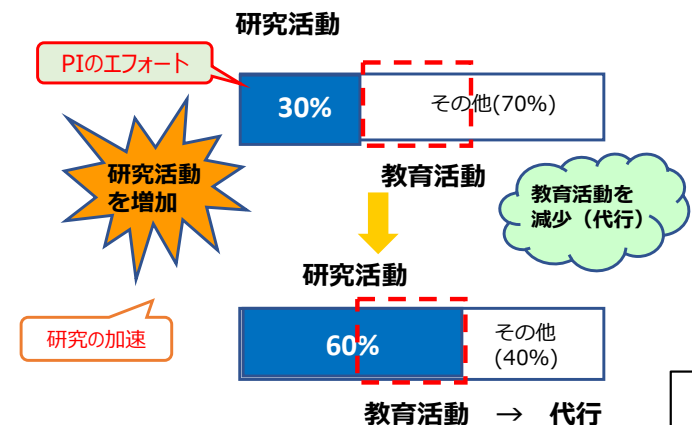 研究活動
PIのエフォート
30%
その他(70%)
研究活動
を増加
教育活動
教育活動を
減少（代行）
研究活動
研究の加速
60%
その他
(40%)
教育活動　→　代行